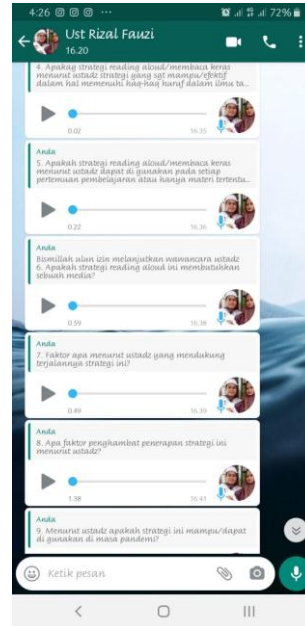 4:26
72%
Ust Rizal Fauzi
16.20
4. Apakag strategi reading aloud/membaca keras
menurut ustadz strategi yang sgt mampu/efektif
dalam hal memenuhi haq-haq huruf dalam ilmu ta...
0.02 16.35
Anda
5. Apakah strategi reading aloud/membaca keras
menurut ustadz dapat di gunakan pada setiap
pertemuan pembelajaran atau hanya materi tertentu...
0.22 16.36
Anda
Bismillah alun izin melanjutkan wawancara ustadz
6. Apakah strategi reading aloud ini membutuhkan
sebuah media?
0.59 16.38
Anda
7. Faktor apa menurut ustadz yang mendukung
terjalannya strategi ini?
0.49 16.39
Anda
8. Apa faktor penghambat penerapan strategi ini
menurut ustadz?
1.38 16.41
Anda
9. Menurut ustadz apakah strategi ini mampu/dapat
di gunakan di masa pandemi?
Ketik pesan